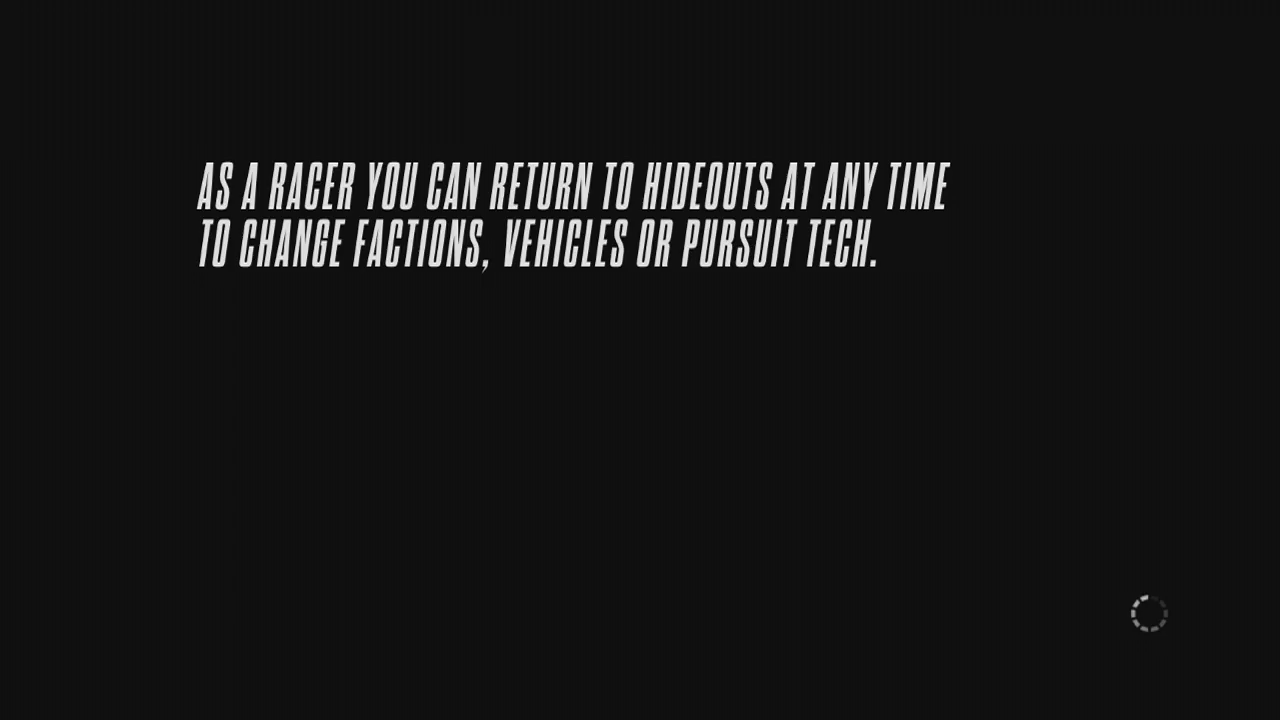 AS A RACER YOU CAN RETURN TO HIDEOUTS AT ANY TIME
TO CHANGE FACTIONS, VEHICLES OR PURSUIT TECH.